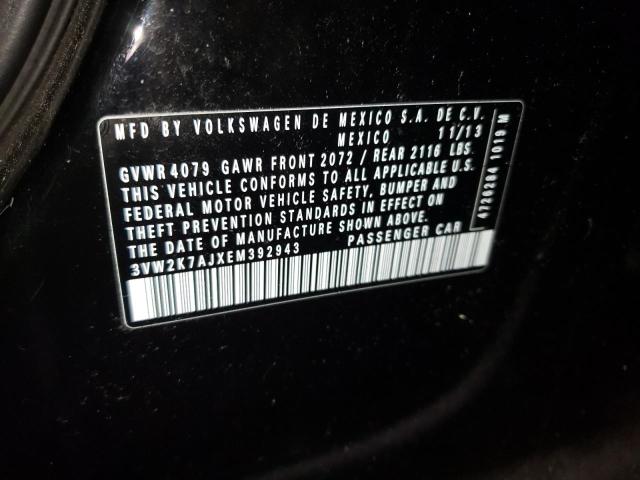 MFD BY VOLKSWAGEN DE MEXICO S.A. DE C.V.
MEXICO 11/13
GVWR 4079 GAWR FRONT 2072 / REAR 2116 LBS.
THIS VEHICLE CONFORMS TO ALL APPLICABLE U.S.
FEDERAL MOTOR VEHICLE SAFETY, BUMPER AND
THEFT PREVENTION STANDARDS IN EFFECT ON
THE DATE OF MANUFACTURE SHOWN ABOVE.
3VW2K7AJXEM392943 PASSENGER CAR
4720204 1019 M